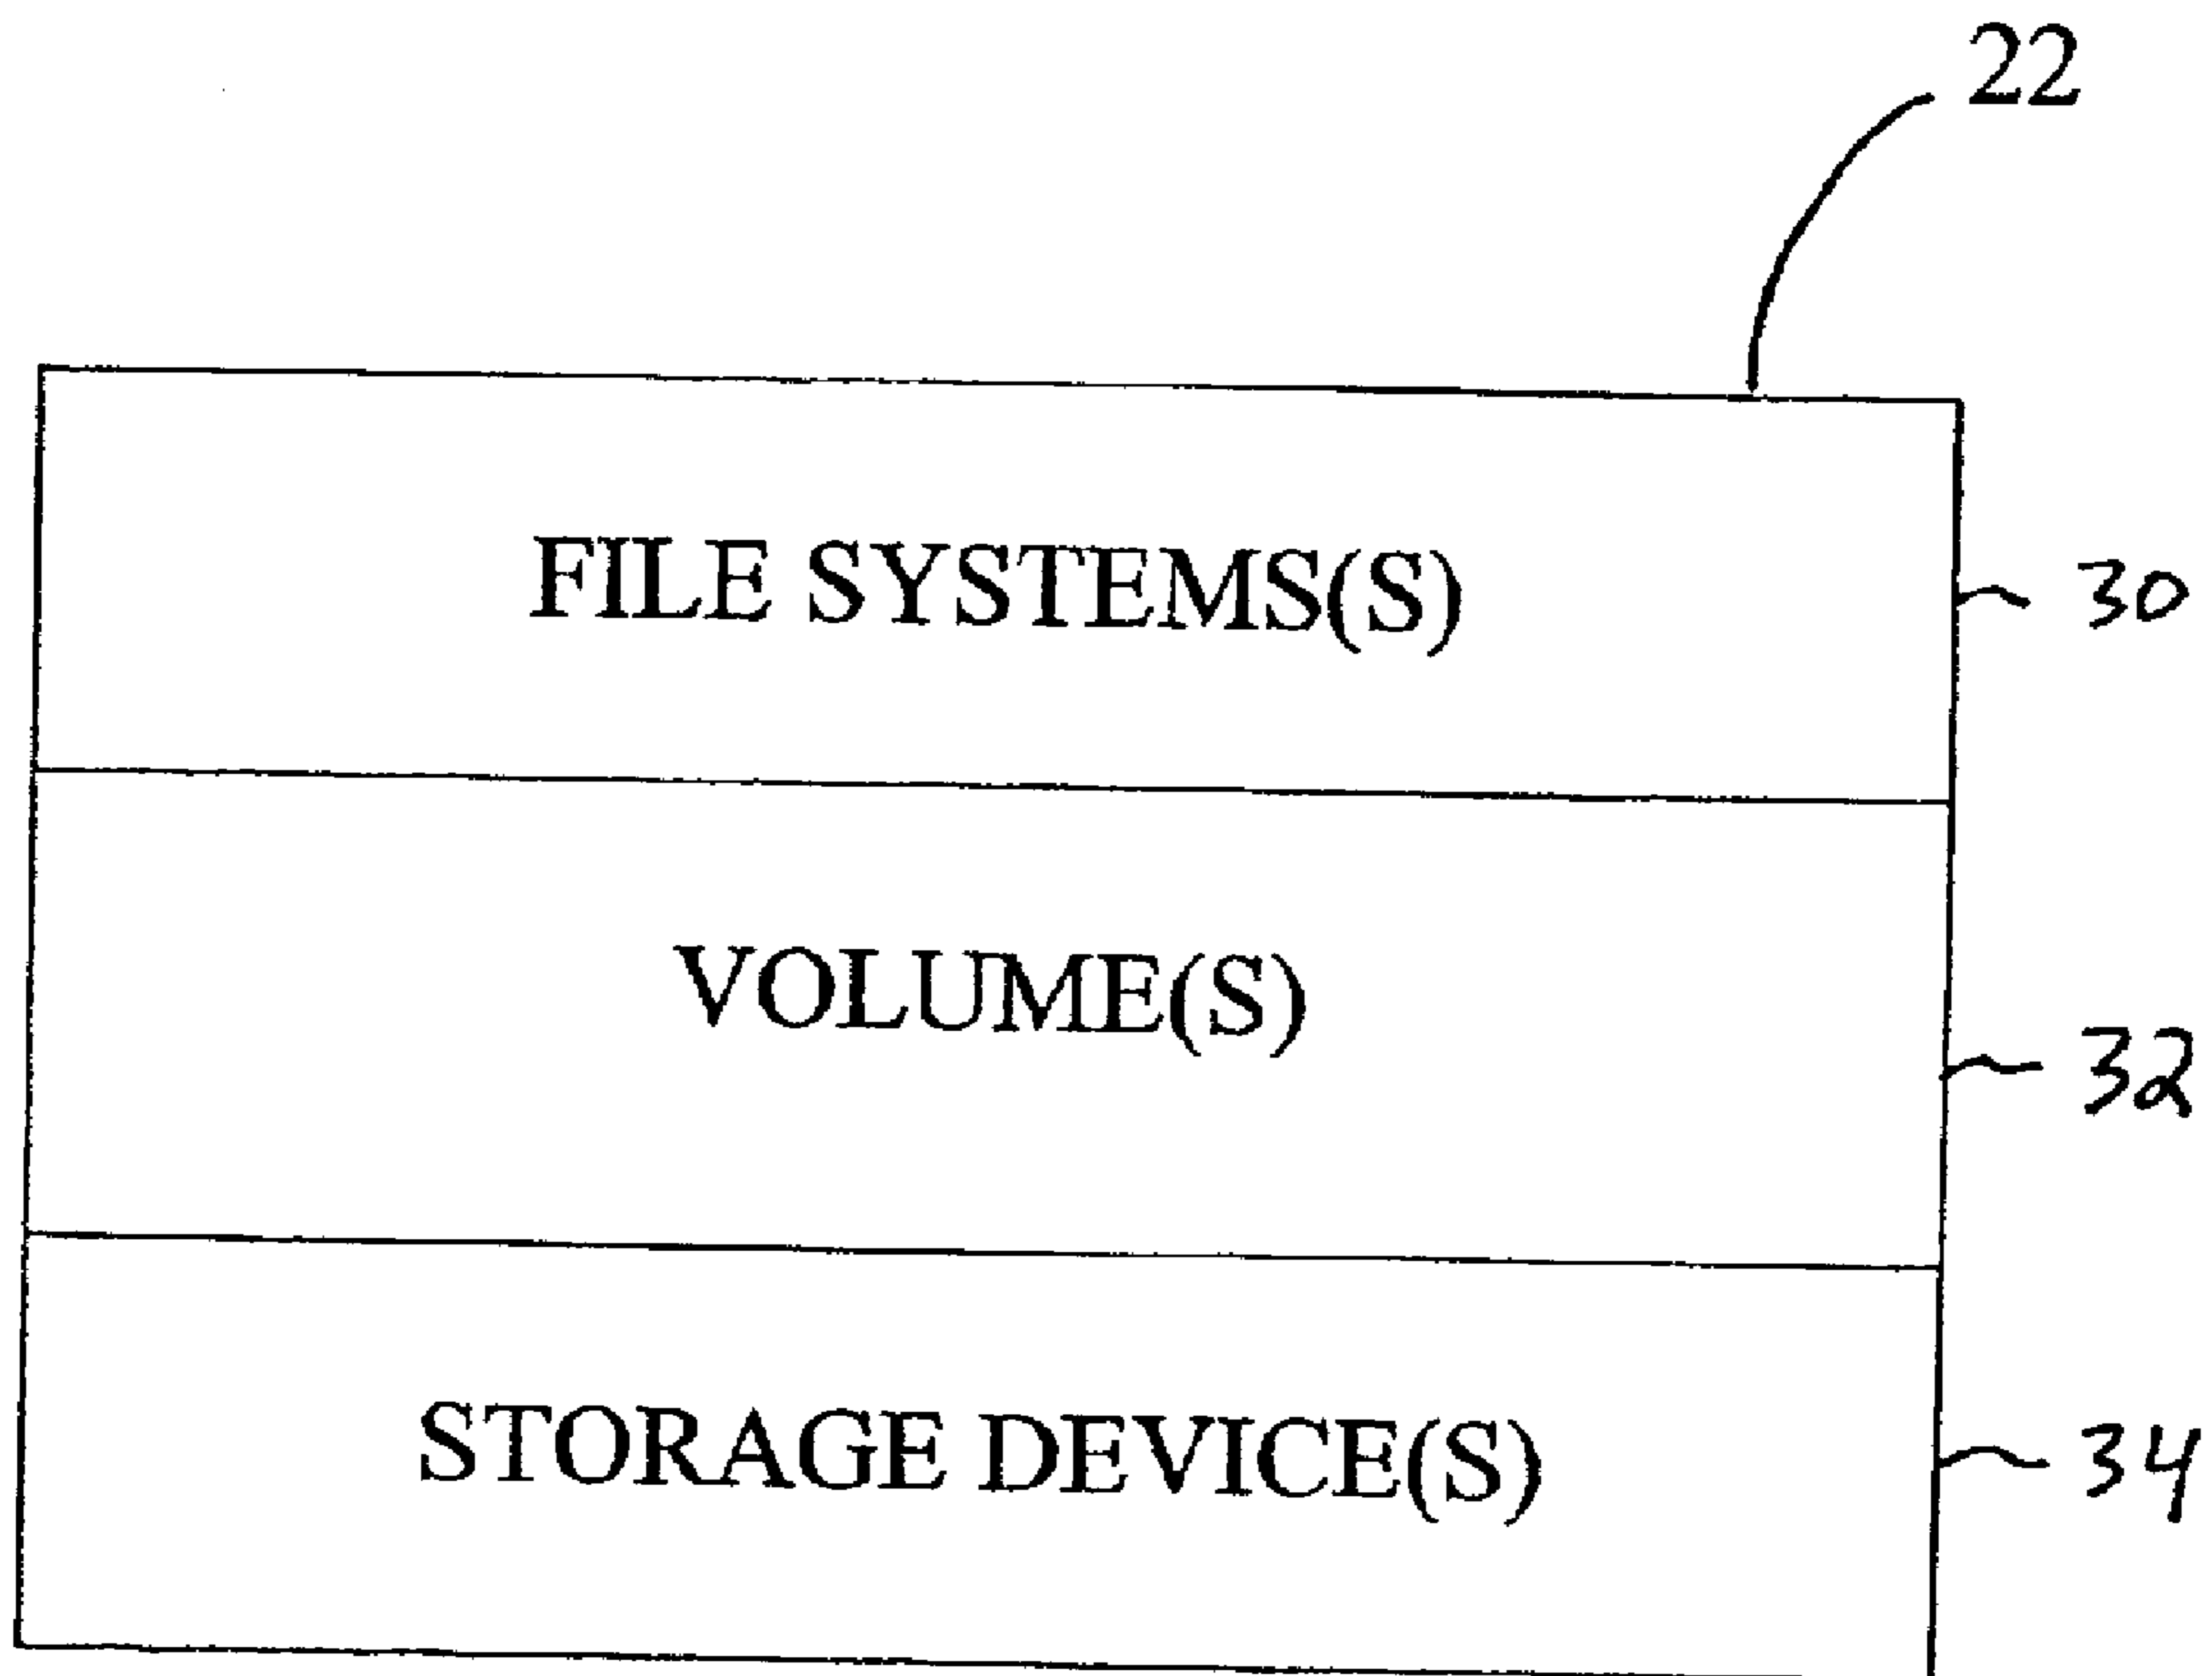 22
FILE SYSTEMS(S)
30
VOLUME(S)
32
STORAGE DEVICE(S)
34